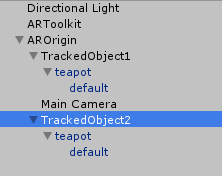 Directional Light
ARToolkit
AROrigin
TrackedObject1
teapot
default
Main Camera
TrackedObject2
teapot
default